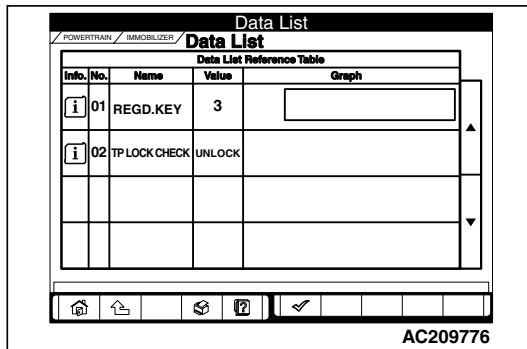 Data List
POWERTRAIN IMMOBILIZER Data List
Data List Reference Table
Info. No. Name Value Graph
i 01 REGD.KEY 3
i 02 TP LOCK CHECK UNLOCK
?
AC209776